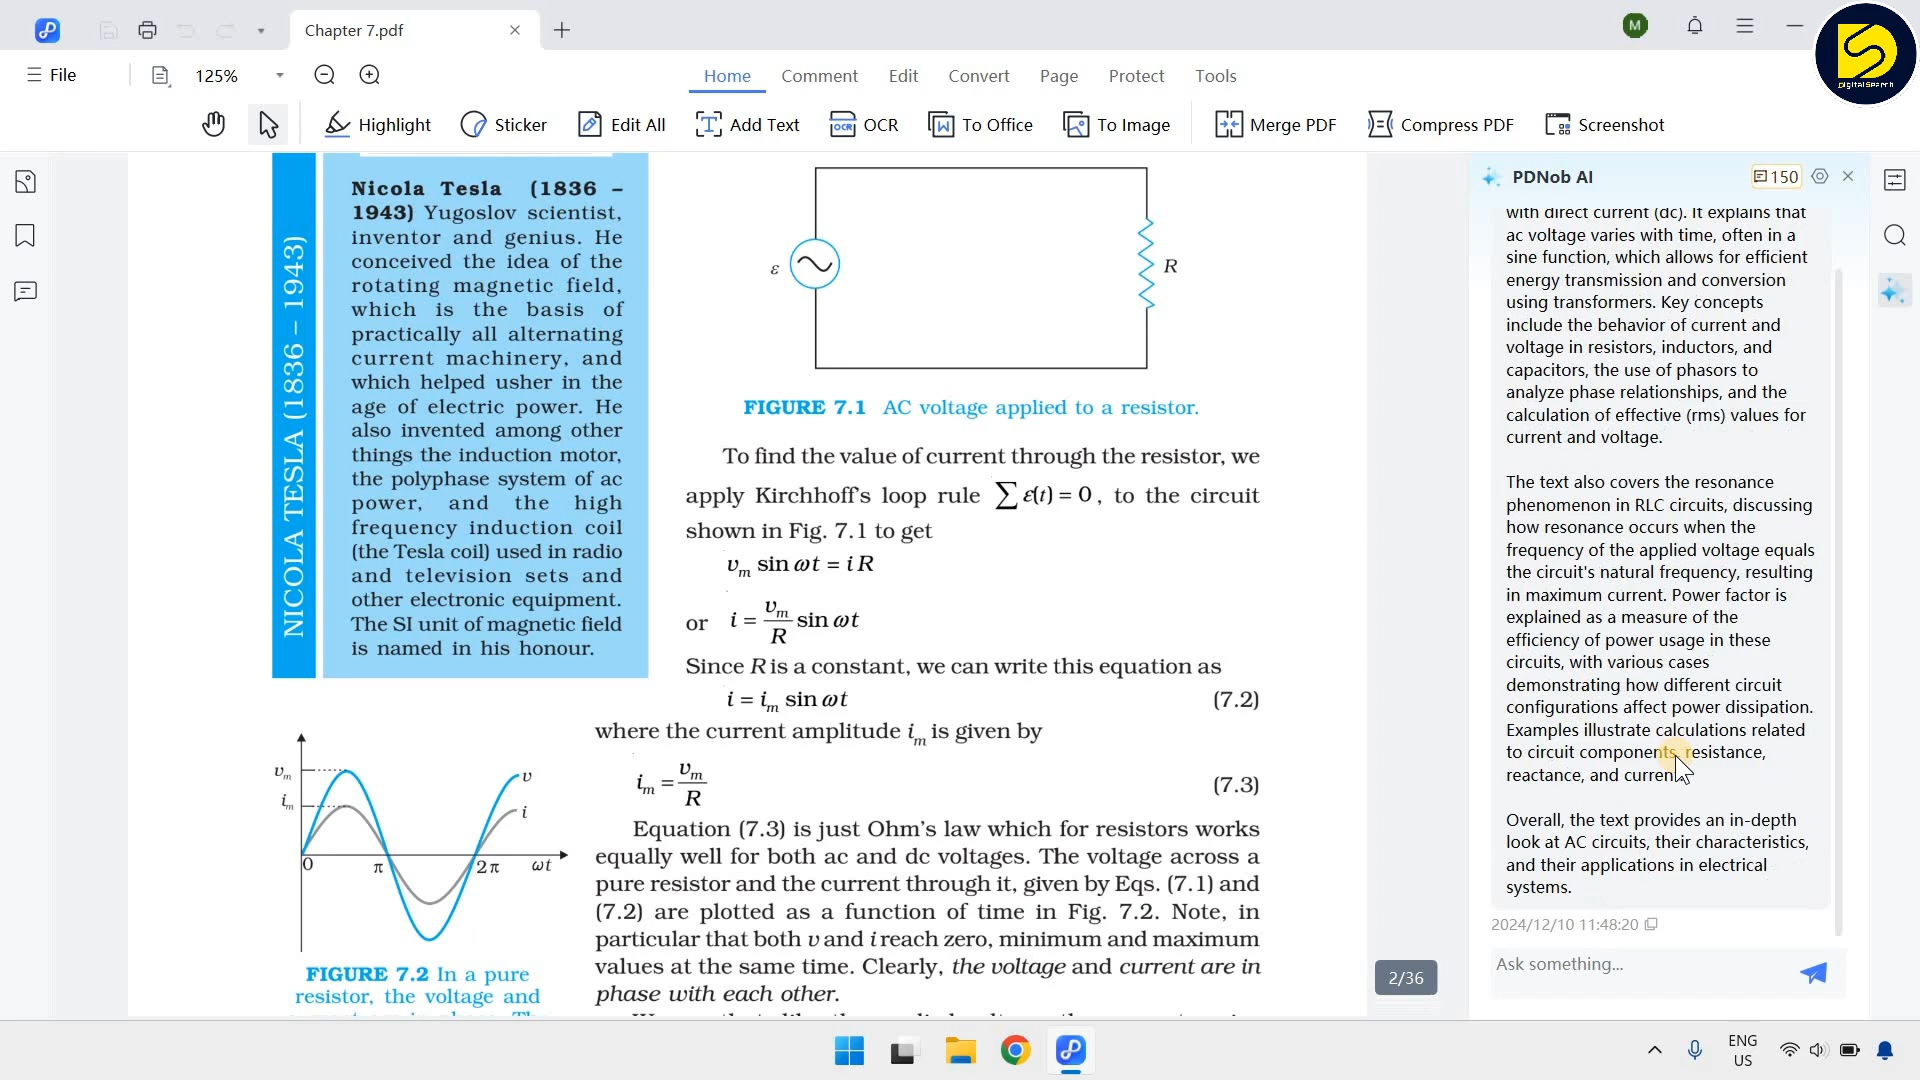 Chapter 7.pdf
M
DigitalSearch
File
125%
Home
Comment
Edit
Convert
Page
Protect
Tools
Highlight
Sticker
Edit All
Add Text
OCR
To Office
To Image
Merge PDF
Compress PDF
Screenshot
NICOLA TESLA (1836 – 1943)
Nicola Tesla (1836 –
1943) Yugoslov scientist,
inventor and genius. He
conceived the idea of the
rotating magnetic field,
which is the basis of
practically all alternating
current machinery, and
which helped usher in the
age of electric power. He
also invented among other
things the induction motor,
the polyphase system of ac
power, and the high
frequency induction coil
(the Tesla coil) used in radio
and television sets and
other electronic equipment.
The SI unit of magnetic field
is named in his honour.
ε
R
FIGURE 7.1 AC voltage applied to a resistor.
To find the value of current through the resistor, we
apply Kirchhoff's loop rule ∑ ε(t) = 0, to the circuit
shown in Fig. 7.1 to get
vm sin ωt = i R
or i = vm/R sin ωt
Since R is a constant, we can write this equation as
i = im sin ωt (7.2)
where the current amplitude im is given by
im = vm/R (7.3)
Equation (7.3) is just Ohm's law which for resistors works
equally well for both ac and dc voltages. The voltage across a
pure resistor and the current through it, given by Eqs. (7.1) and
(7.2) are plotted as a function of time in Fig. 7.2. Note, in
particular that both v and i reach zero, minimum and maximum
values at the same time. Clearly, the voltage and current are in
phase with each other.
vm
im
v
i
0
π
2π
ωt
FIGURE 7.2 In a pure
resistor, the voltage and
2/36
PDNob AI
150
with direct current (dc). It explains that
ac voltage varies with time, often in a
sine function, which allows for efficient
energy transmission and conversion
using transformers. Key concepts
include the behavior of current and
voltage in resistors, inductors, and
capacitors, the use of phasors to
analyze phase relationships, and the
calculation of effective (rms) values for
current and voltage.
The text also covers the resonance
phenomenon in RLC circuits, discussing
how resonance occurs when the
frequency of the applied voltage equals
the circuit's natural frequency, resulting
in maximum current. Power factor is
explained as a measure of the
efficiency of power usage in these
circuits, with various cases
demonstrating how different circuit
configurations affect power dissipation.
Examples illustrate calculations related
to circuit components, resistance,
reactance, and current.
Overall, the text provides an in-depth
look at AC circuits, their characteristics,
and their applications in electrical
systems.
2024/12/10 11:48:20
Ask something...
ENG
US